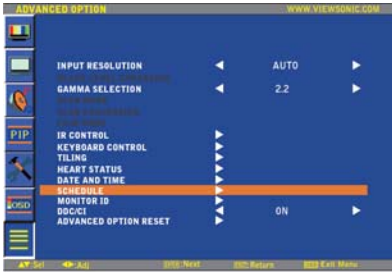 ADVANCED OPTION WWW.VIEWSONIC.COM
INPUT RESOLUTION AUTO
GAMMA SELECTION 2.2
IR CONTROL
KEYBOARD CONTROL
TILING
HEART STATUS
DATE AND TIME
SCHEDULE
MONITOR ID
DDC/CI ON
ADVANCED OPTION RESET
PIP
OSD
Sel Adj Next Return Exit Menu